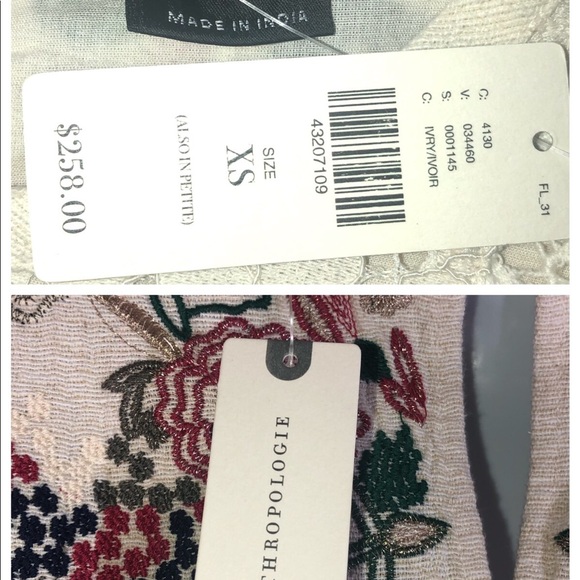 MADE IN INDIA
C: 4130
V: 034460
S: 0001145
C: IVRY/IVOIR
FL_31
43207109
SIZE
XS
(ALSO IN PETITE)
$258.00
THROPOLOGIE